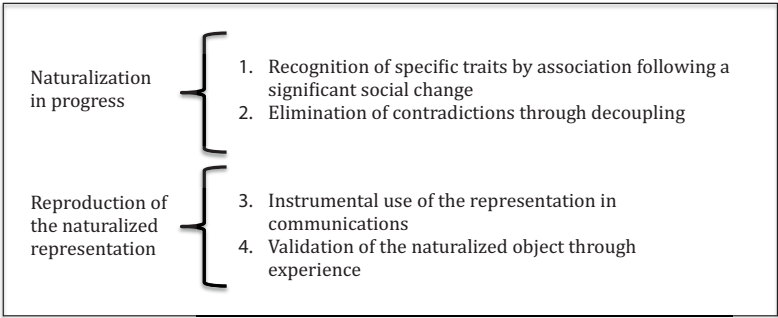 Naturalization
in progress
1. Recognition of specific traits by association following a
significant social change
2. Elimination of contradictions through decoupling
Reproduction of
the naturalized
representation
3. Instrumental use of the representation in
communications
4. Validation of the naturalized object through
experience